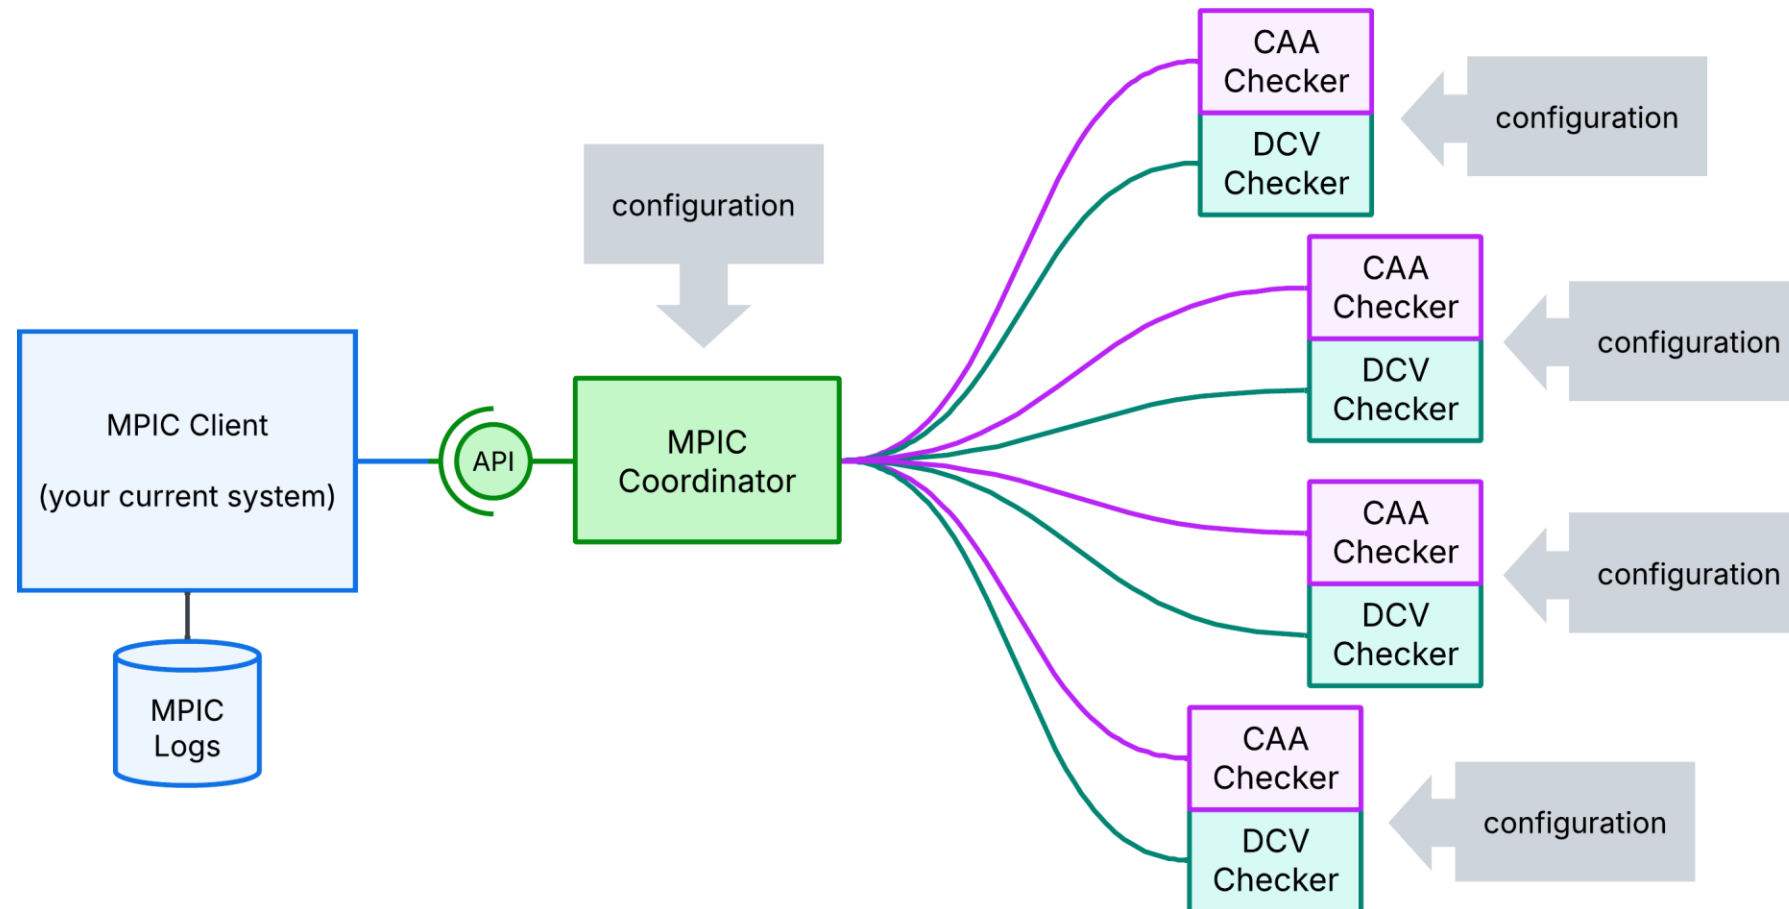 CAA
Checker
DCV
Checker
configuration
configuration
CAA
Checker
DCV
Checker
configuration
MPIC Client
(your current system)
API
MPIC
Coordinator
CAA
Checker
DCV
Checker
configuration
MPIC
Logs
CAA
Checker
DCV
Checker
configuration